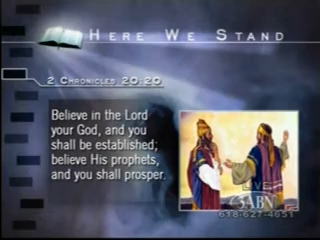 HERE WE STAND
2 CHRONICLES 20:20
Believe in the Lord
your God, and you
shall be established;
believe His prophets,
and you shall prosper.
LIVE
3ABN
618-627-4651